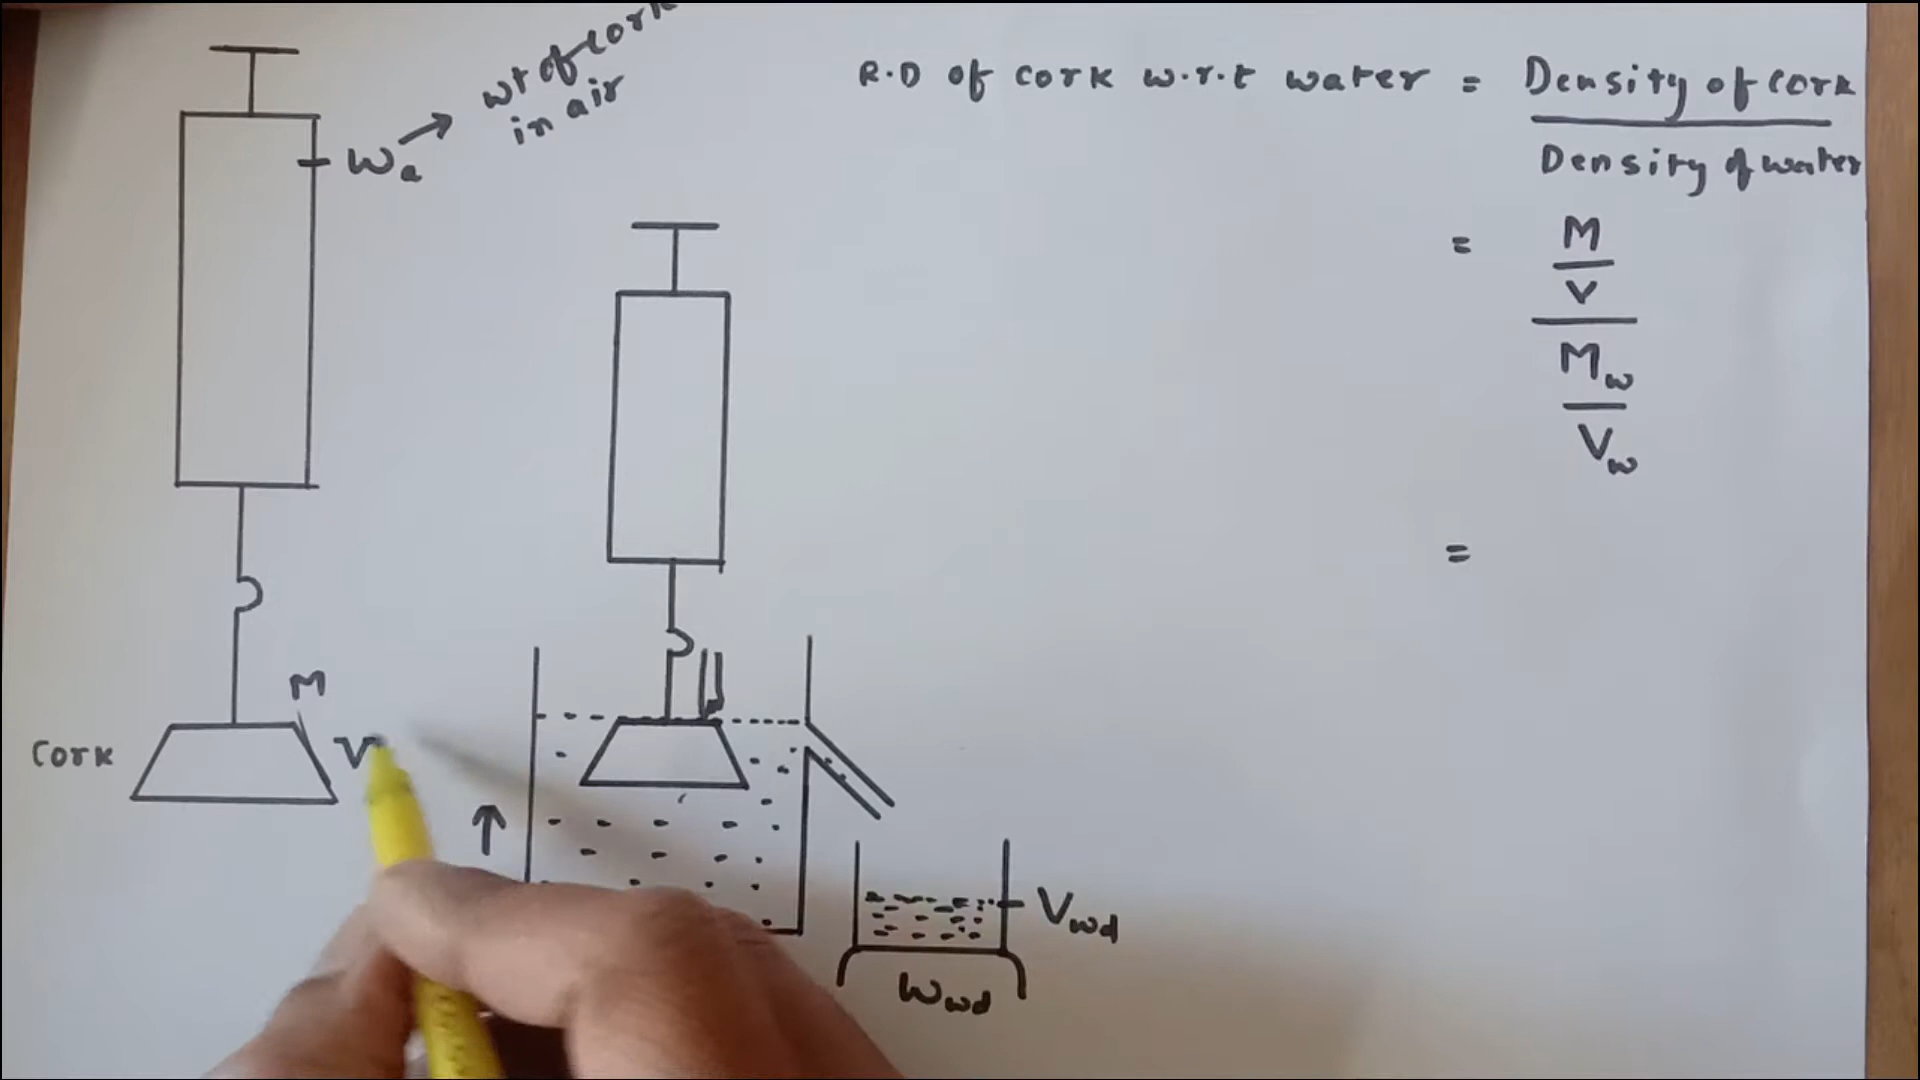 wt of cork
in air
Wa
R.D of cork w.r.t water = Density of cork
Density of water
= M
V
Mw
Vw
=
M
Cork
V
Vwd
Wwd